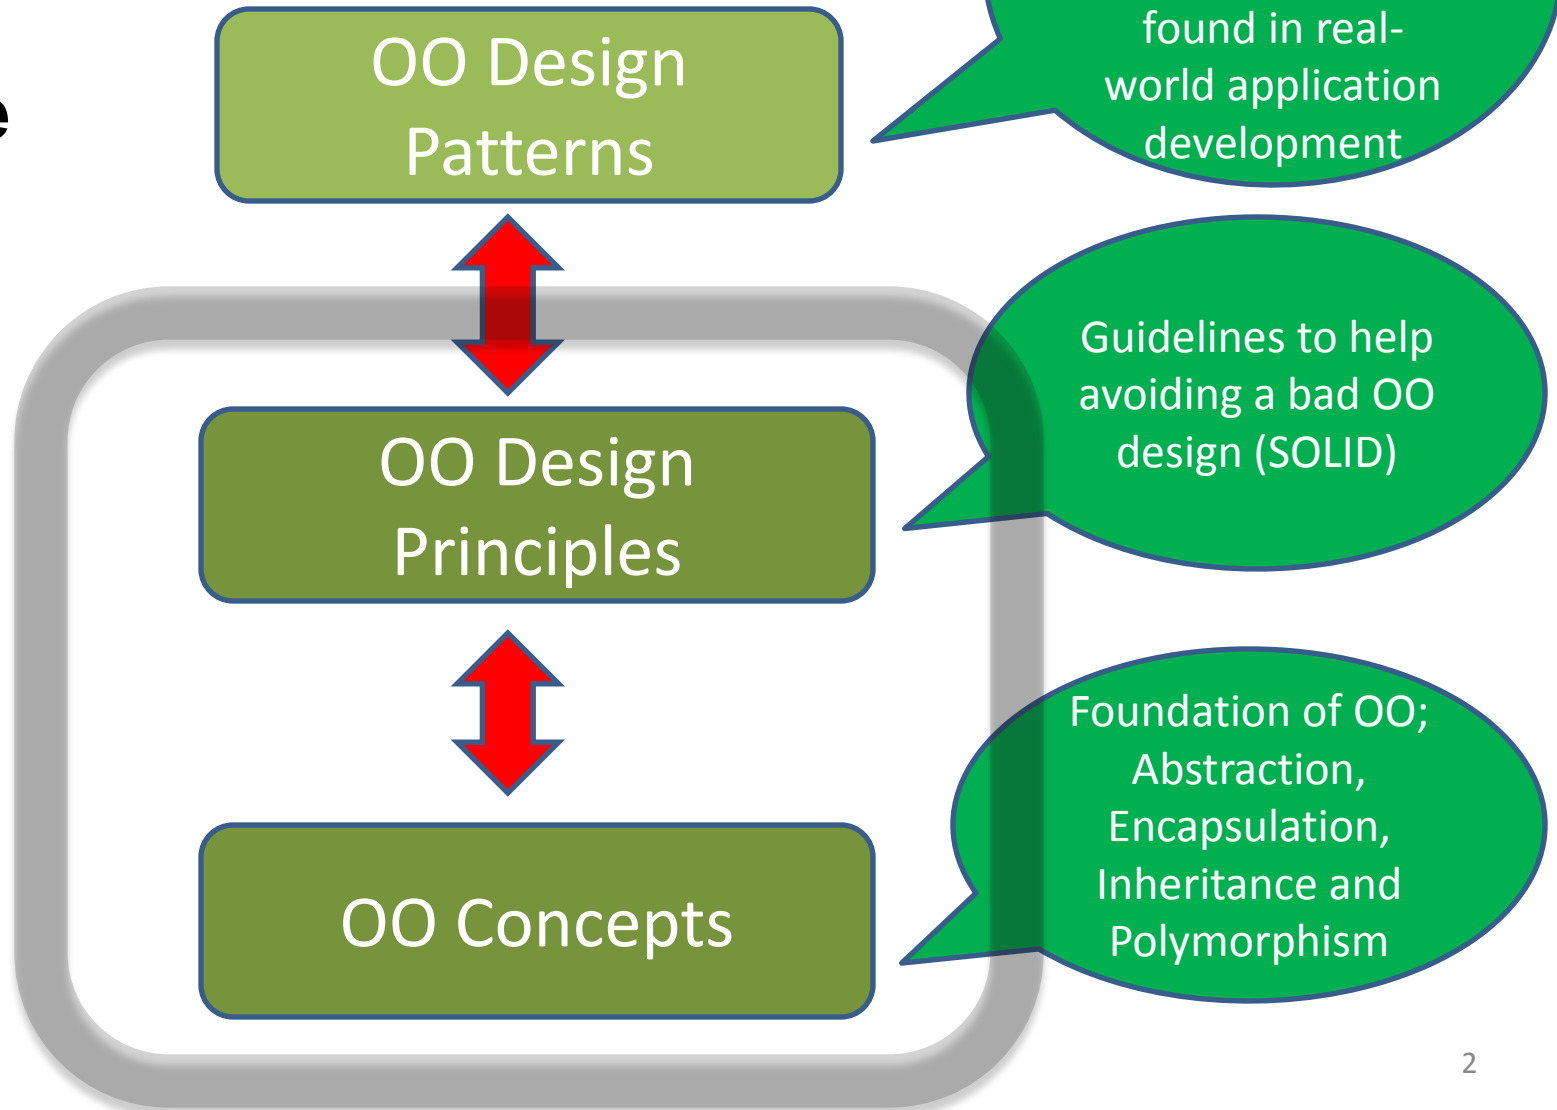 e
OO Design
Patterns
found in real-
world application
development
OO Design
Principles
Guidelines to help
avoiding a bad OO
design (SOLID)
OO Concepts
Foundation of OO;
Abstraction,
Encapsulation,
Inheritance and
Polymorphism
2